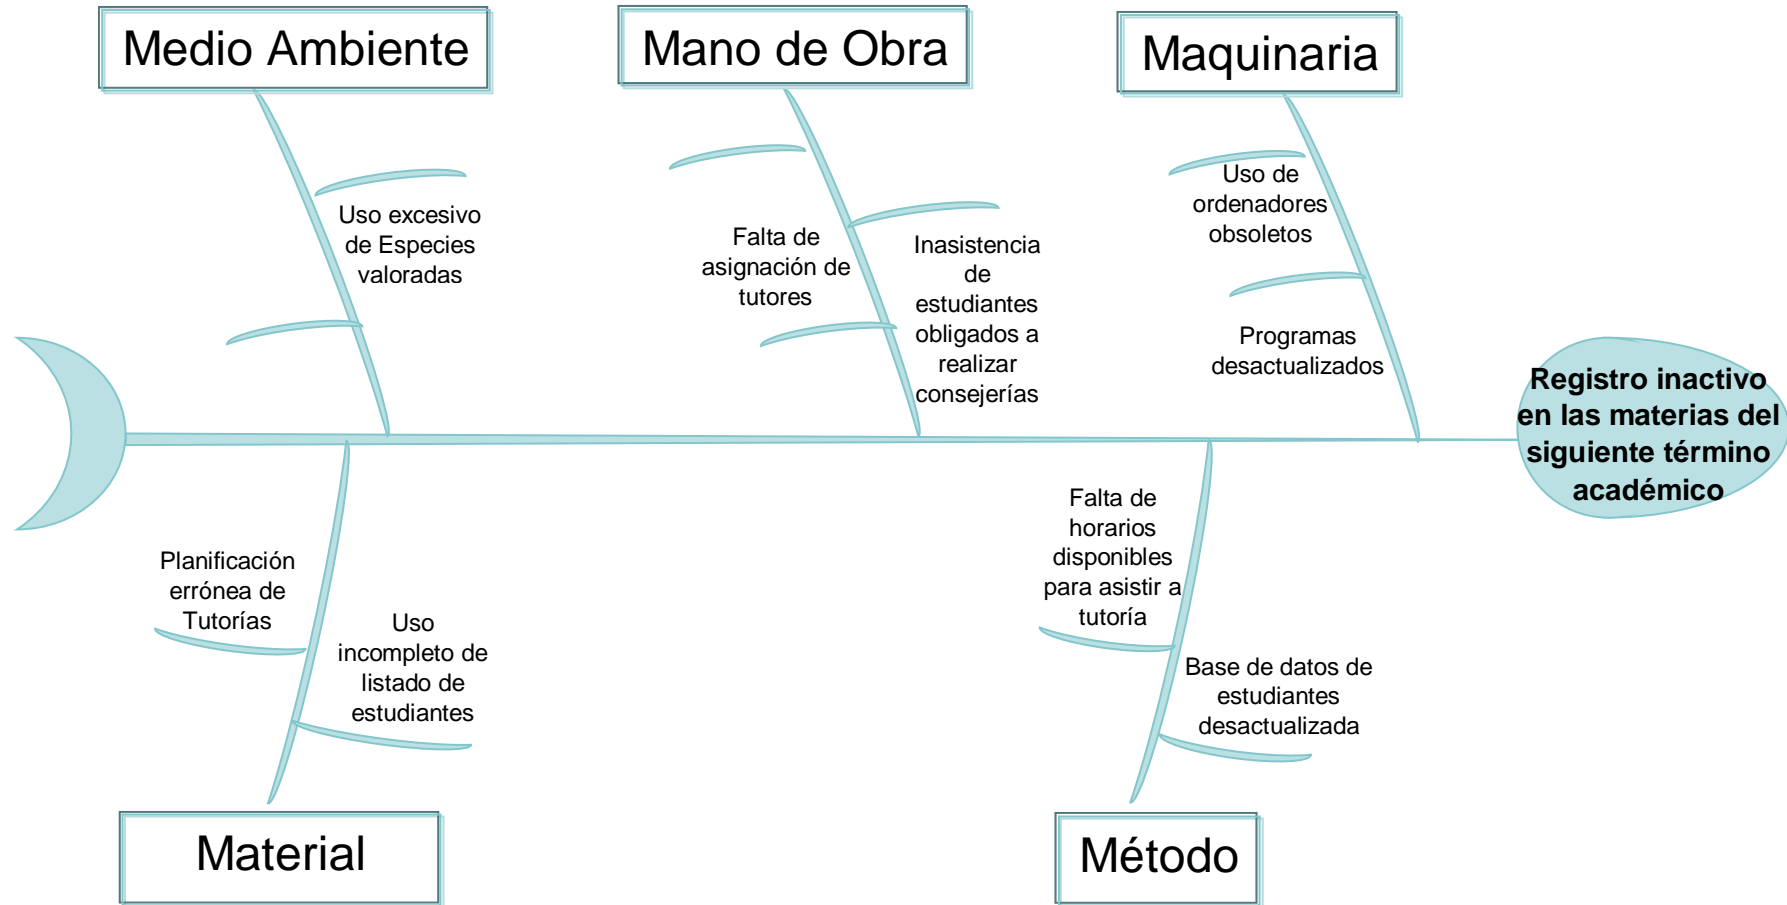 Medio Ambiente
Mano de Obra
Maquinaria
Uso excesivo
de Especies
valoradas
Falta de
asignación de
tutores
Inasistencia
de
estudiantes
obligados a
realizar
consejerías
Uso de
ordenadores
obsoletos
Programas
desactualizados
Registro inactivo
en las materias del
siguiente término
académico
Planificación
errónea de
Tutorías
Uso
incompleto de
listado de
estudiantes
Falta de
horarios
disponibles
para asistir a
tutoría
Base de datos de
estudiantes
desactualizada
Material
Método